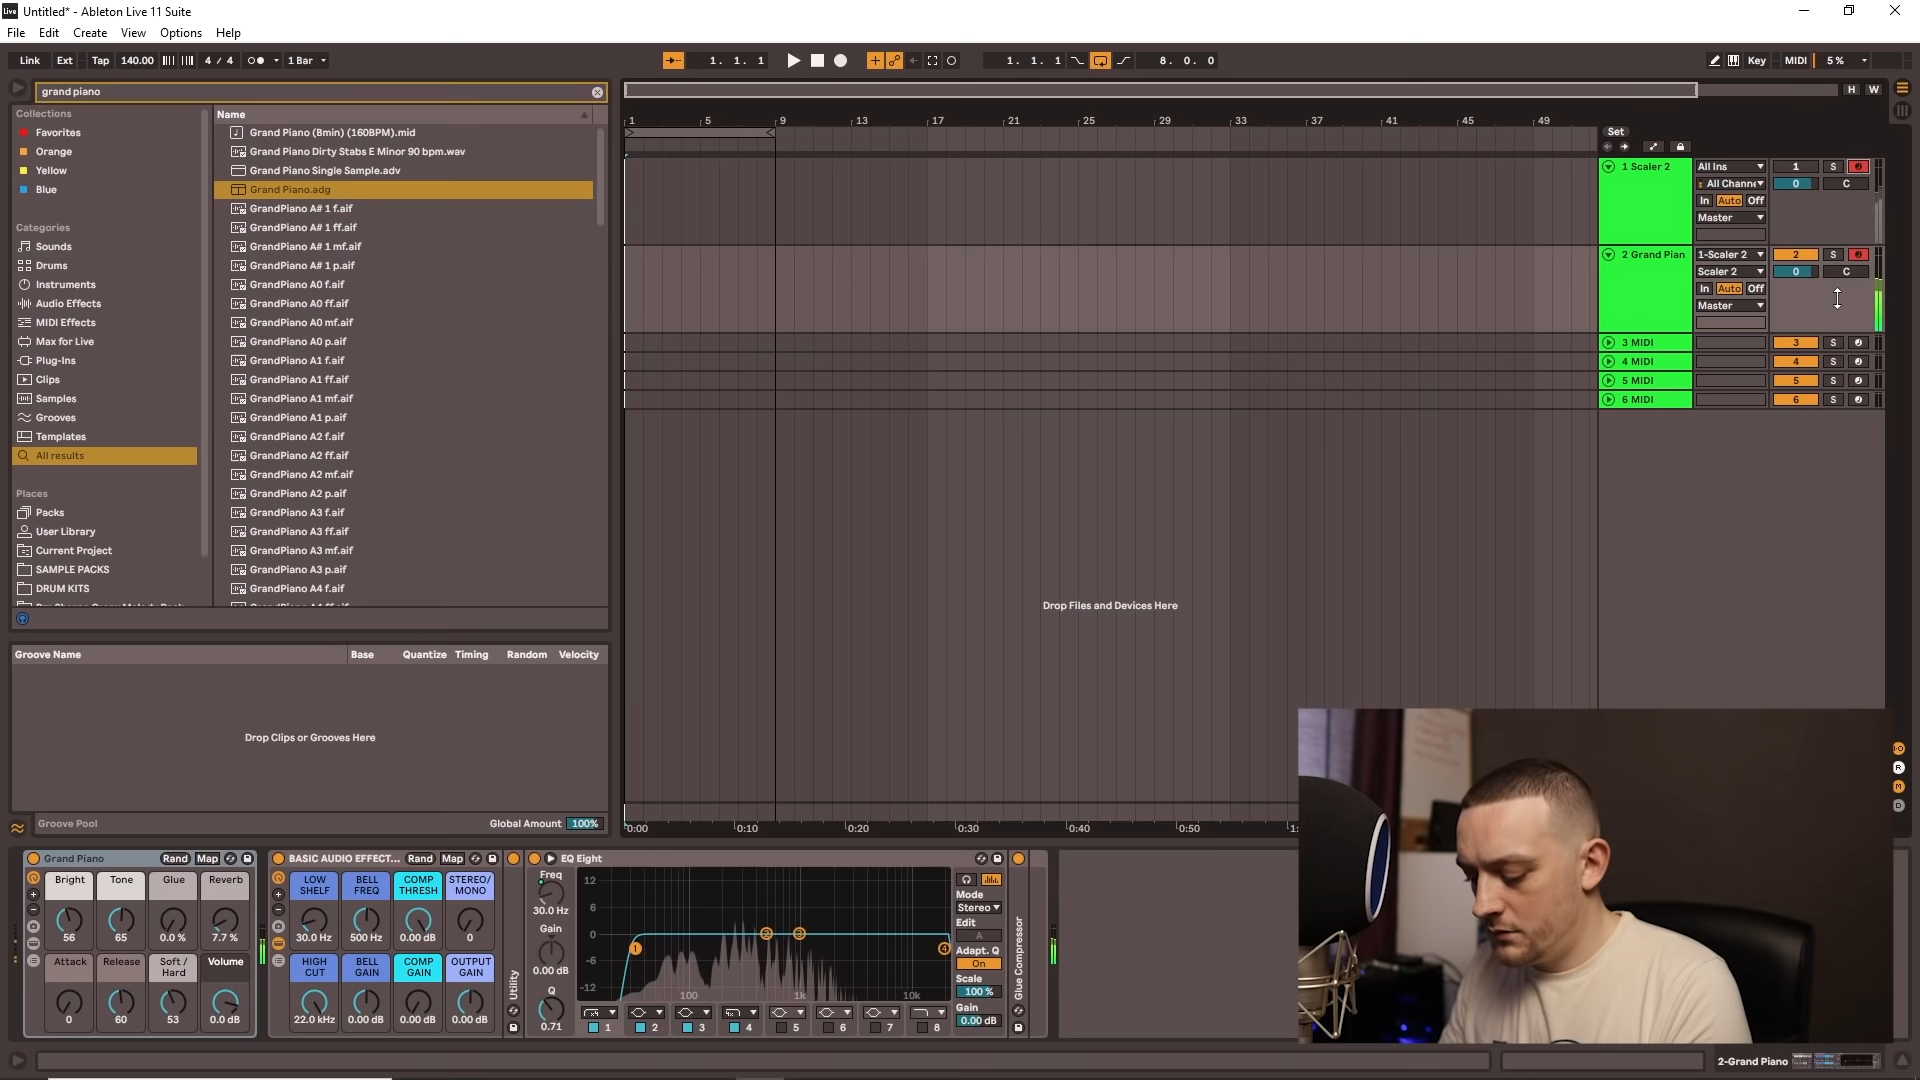 Untitled* - Ableton Live 11 Suite
File Edit Create View Options Help
Link Ext Tap 140.00 4 / 4 1 Bar 1. 1. 1 1. 1. 1 8. 0. 0 Key MIDI 5 %
grand piano
H W
Collections
Favorites
Orange
Yellow
Blue
Categories
Sounds
Drums
Instruments
Audio Effects
MIDI Effects
Max for Live
Plug-Ins
Clips
Samples
Grooves
Templates
All results
Places
Packs
User Library
Current Project
SAMPLE PACKS
DRUM KITS
Name
Grand Piano (Bmin) (160BPM).mid
Grand Piano Dirty Stabs E Minor 90 bpm.wav
Grand Piano Single Sample.adv
Grand Piano.adg
GrandPiano A# 1 f.aif
GrandPiano A# 1 ff.aif
GrandPiano A# 1 mf.aif
GrandPiano A# 1 p.aif
GrandPiano A0 f.aif
GrandPiano A0 ff.aif
GrandPiano A0 mf.aif
GrandPiano A0 p.aif
GrandPiano A1 f.aif
GrandPiano A1 ff.aif
GrandPiano A1 mf.aif
GrandPiano A1 p.aif
GrandPiano A2 f.aif
GrandPiano A2 ff.aif
GrandPiano A2 mf.aif
GrandPiano A2 p.aif
GrandPiano A3 f.aif
GrandPiano A3 ff.aif
GrandPiano A3 mf.aif
GrandPiano A3 p.aif
GrandPiano A4 f.aif
1 5 9 13 17 21 25 29 33 37 41 45 49
Set
1 Scaler 2 All Ins 1 S
All Channe 0 C
In Auto Off
Master
2 Grand Pian 1-Scaler 2 2 S
Scaler 2 0 C
In Auto Off
Master
3 MIDI 3 S
4 MIDI 4 S
5 MIDI 5 S
6 MIDI 6 S
Drop Files and Devices Here
Groove Name Base Quantize Timing Random Velocity
Drop Clips or Grooves Here
Groove Pool Global Amount 100%
0:00 0:10 0:20 0:30 0:40 0:50
Grand Piano Rand Map
Bright Tone Glue Reverb
56 65 0.0 % 7.7 %
Attack Release Soft / Hard Volume
0 60 53 0.0 dB
BASIC AUDIO EFFECT... Rand Map
LOW SHELF BELL FREQ COMP THRESH STEREO/ MONO
30.0 Hz 500 Hz 0.00 dB 0
HIGH CUT BELL GAIN COMP GAIN OUTPUT GAIN
22.0 kHz 0.00 dB 0.00 dB 0.00 dB
Utility
EQ Eight
Freq
30.0 Hz
Gain
0.00 dB
Q
0.71
12
6
0
-6
-12
100 1k 10k
1 2 3 4
1 2 3 4 5 6 7 8
Mode
Stereo
Edit
A
Adapt. Q
On
Scale
100 %
Gain
0.00 dB
Glue Compressor
2-Grand Piano